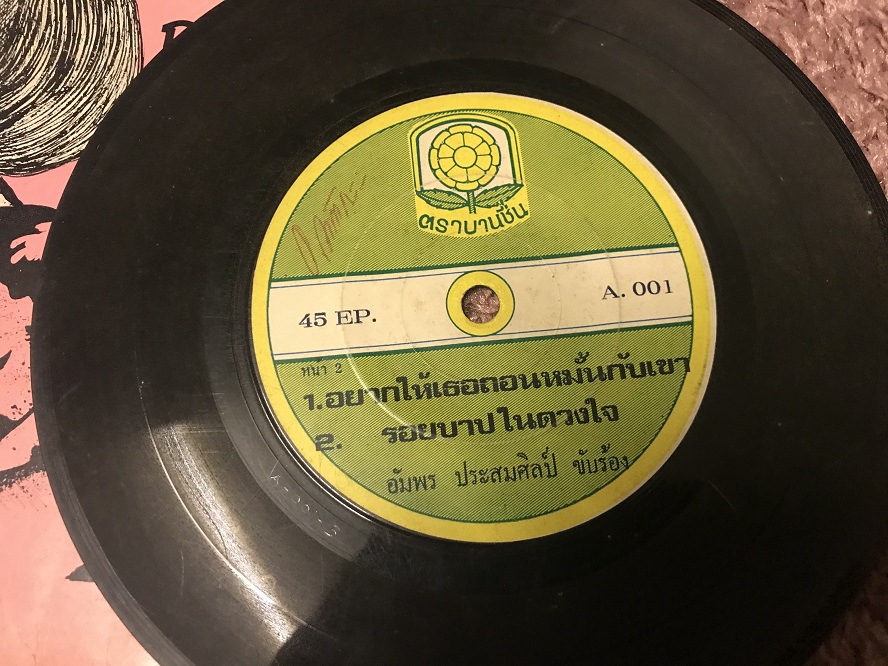 ตราบานชื่น
45 EP.
A. 001
หน้า 2
1.อยากให้เธอถอนหมั้นกับเขา
2. รอยบาปในดวงใจ
อัมพร ประสมศิลป์ ขับร้อง